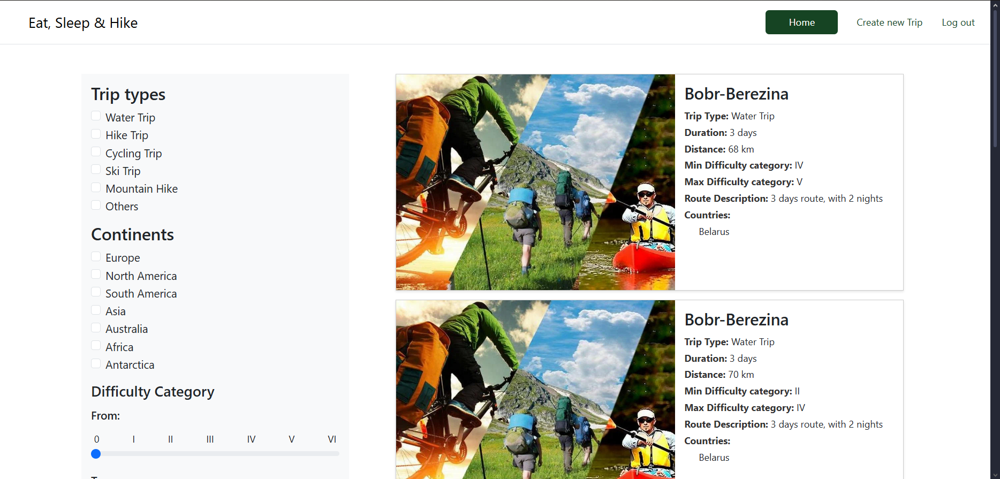 Eat, Sleep & Hike
Home
Create new Trip
Log out
Trip types
Water Trip
Hike Trip
Cycling Trip
Ski Trip
Mountain Hike
Others
Continents
Europe
North America
South America
Asia
Australia
Africa
Antarctica
Difficulty Category
From:
0 I II III IV V VI
Bobr-Berezina
Trip Type: Water Trip
Duration: 3 days
Distance: 68 km
Min Difficulty category: IV
Max Difficulty category: V
Route Description: 3 days route, with 2 nights
Countries:
Belarus
Bobr-Berezina
Trip Type: Water Trip
Duration: 3 days
Distance: 70 km
Min Difficulty category: II
Max Difficulty category: IV
Route Description: 3 days route, with 2 nights
Countries:
Belarus